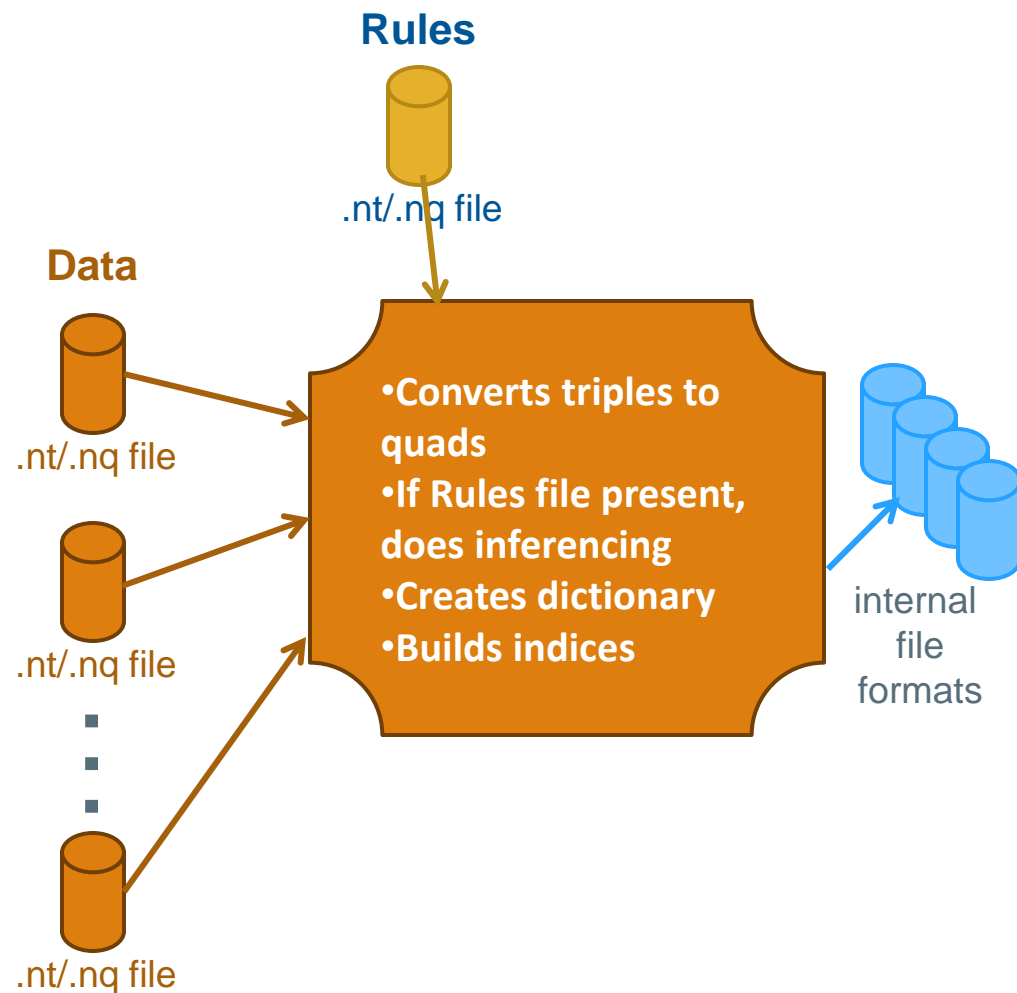 Rules
.nt/.nq file
Data
.nt/.nq file
.nt/.nq file
.nt/.nq file
•Converts triples to
quads
•If Rules file present,
does inferencing
•Creates dictionary
•Builds indices
internal
file
formats